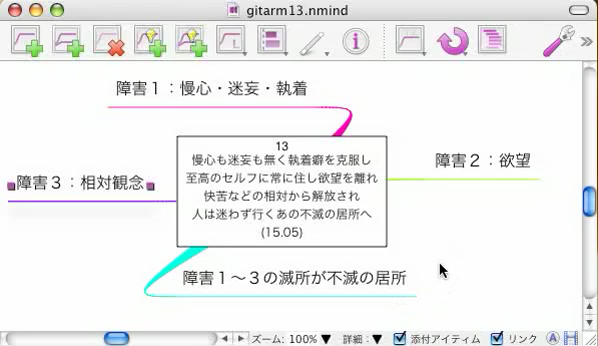 gitarm13.nmind
障害１：慢心・迷妄・執着
13
慢心も迷妄も無く執着癖を克服し
至高のセルフに常に住し欲望を離れ
快苦などの相対から解放され
人は迷わず行くあの不滅の居所へ
(15.05)
障害２：欲望
障害３：相対観念
障害１〜３の滅所が不滅の居所
ズーム: 100% ▼ 詳細：▼ 添付アイティム リンク A